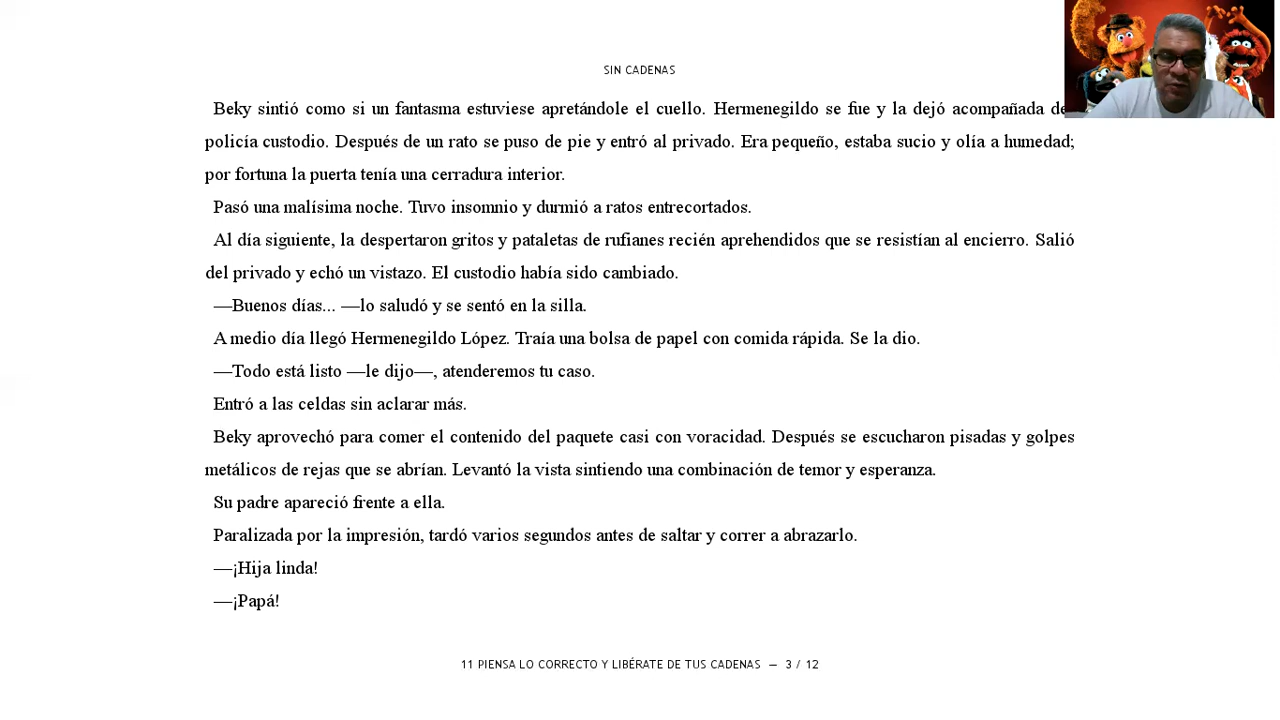 SIN CADENAS
Beky sintió como si un fantasma estuviese apretándole el cuello. Hermenegildo se fue y la dejó acompañada
policía custodio. Después de un rato se puso de pie y entró al privado. Era pequeño, estaba sucio y olía a humedad;
por fortuna la puerta tenía una cerradura interior.
Pasó una malísima noche. Tuvo insomnio y durmió a ratos entrecortados.
Al día siguiente, la despertaron gritos y pataletas de rufianes recién aprehendidos que se resistían al encierro. Salió
del privado y echó un vistazo. El custodio había sido cambiado.
—Buenos días... —lo saludó y se sentó en la silla.
A medio día llegó Hermenegildo López. Traía una bolsa de papel con comida rápida. Se la dio.
—Todo está listo —le dijo—, atenderemos tu caso.
Entró a las celdas sin aclarar más.
Beky aprovechó para comer el contenido del paquete casi con voracidad. Después se escucharon pisadas y golpes
metálicos de rejas que se abrían. Levantó la vista sintiendo una combinación de temor y esperanza.
Su padre apareció frente a ella.
Paralizada por la impresión, tardó varios segundos antes de saltar y correr a abrazarlo.
—¡Hija linda!
—¡Papá!
11 PIENSA LO CORRECTO Y LIBÉRATE DE TUS CADENAS — 3 / 12